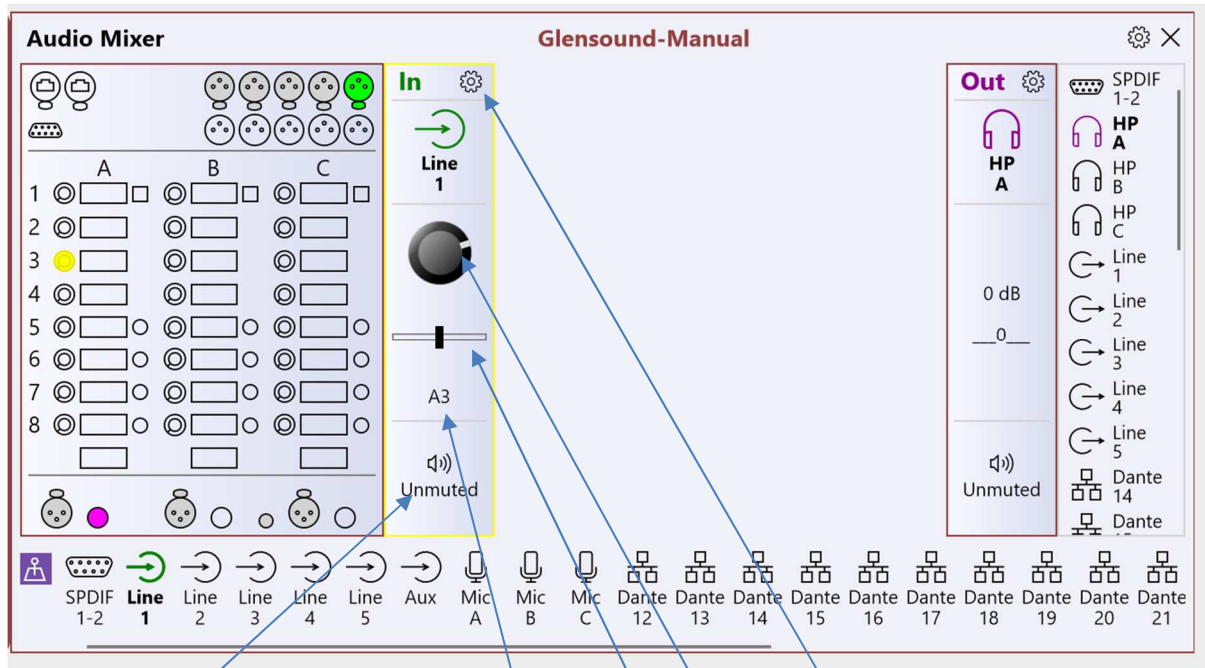 Audio Mixer
Glensound-Manual
A B C
1
2
3
4
5
6
7
8
In
Line
1
A3
Unmuted
Out
HP
A
0 dB
___0___
Unmuted
SPDIF
1-2
HP
A
HP
B
HP
C
Line
1
Line
2
Line
3
Line
4
Line
5
Dante
14
Dante
SPDIF Line Line Line Line Line Aux Mic Mic Mic Dante Dante Dante Dante Dante Dante Dante Dante Dante Dante
1-2 1 2 3 4 5 A B C 12 13 14 15 16 17 18 19 20 21